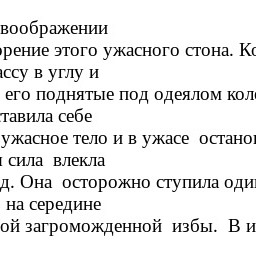 воображении
орение этого ужасного стона. Ко
ассу в углу и
его поднятые под одеялом кол
тавила себе
ужасное тело и в ужасе останов
сила влекла
д. Она осторожно ступила оди
на середине
ой загроможденной избы. В и